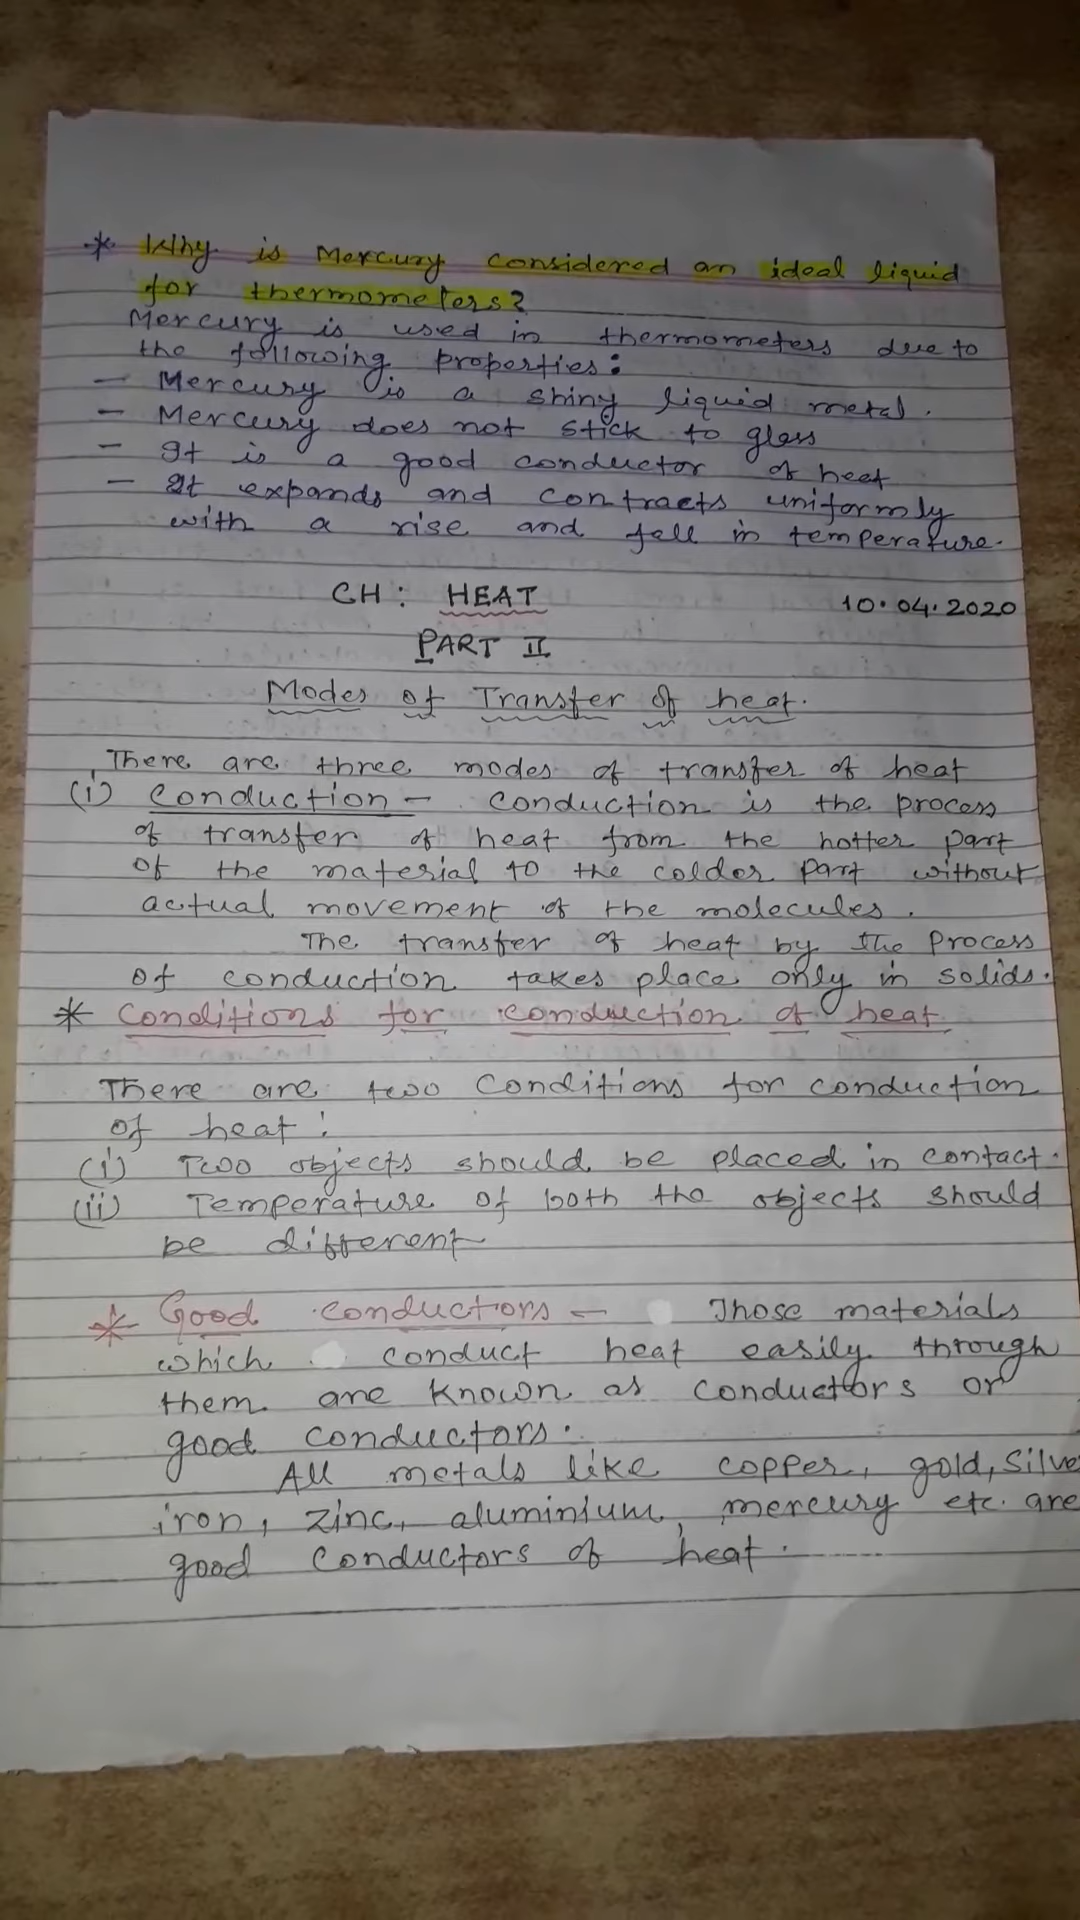 * Why is Mercury considered an ideal liquid
for thermometers?
Mercury is used in thermometers due to
the following properties:
- Mercury is a shiny liquid metal.
- Mercury does not stick to glass
- It is a good conductor of heat
- It expands and contracts uniformly
with a rise and fall in temperature.
CH: HEAT 10.04.2020
PART II
Modes of Transfer of heat.
There are three modes of transfer of heat
(i) Conduction - conduction is the process
of transfer of heat from the hotter part
of the material to the colder part without
actual movement of the molecules.
The transfer of heat by the process
of conduction takes place only in solids.
* Conditions for conduction of heat
There are two conditions for conduction
of heat:
(i) Two objects should be placed in contact.
(ii) Temperature of both the objects should
be different
* Good conductors - Those materials
which conduct heat easily through
them are known as conductors or
good conductors.
All metals like copper, gold, Silve
iron, zinc, aluminium, mercury etc. are
good conductors of heat.